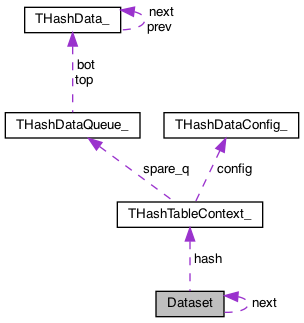 THashData_
next
prev
bot
top
THashDataQueue_
THashDataConfig_
spare_q
config
THashTableContext_
hash
Dataset
next